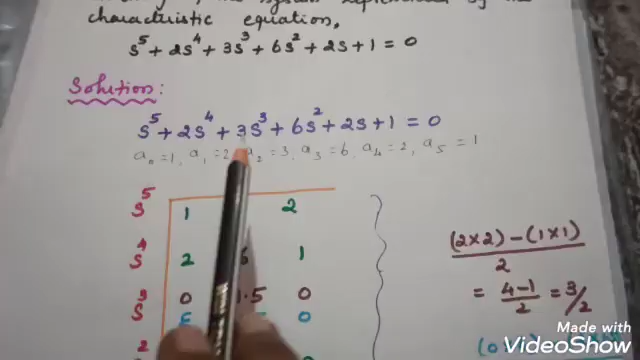 characteristic equation.
s⁵ + 2s⁴ + 3s³ + 6s² + 2s + 1 = 0
Solution:
s⁵ + 2s⁴ + 3s³ + 6s² + 2s + 1 = 0
a₀ = 1, a₁ = 2, a₂ = 3, a₃ = 6, a₄ = 2, a₅ = 1
s⁵ 1 2
s⁴ 2 6 1
s³ 0 1.5 0
0
(2×2) - (1×1)
2
= 4-1/2 = 3/2
Made with
VideoShow